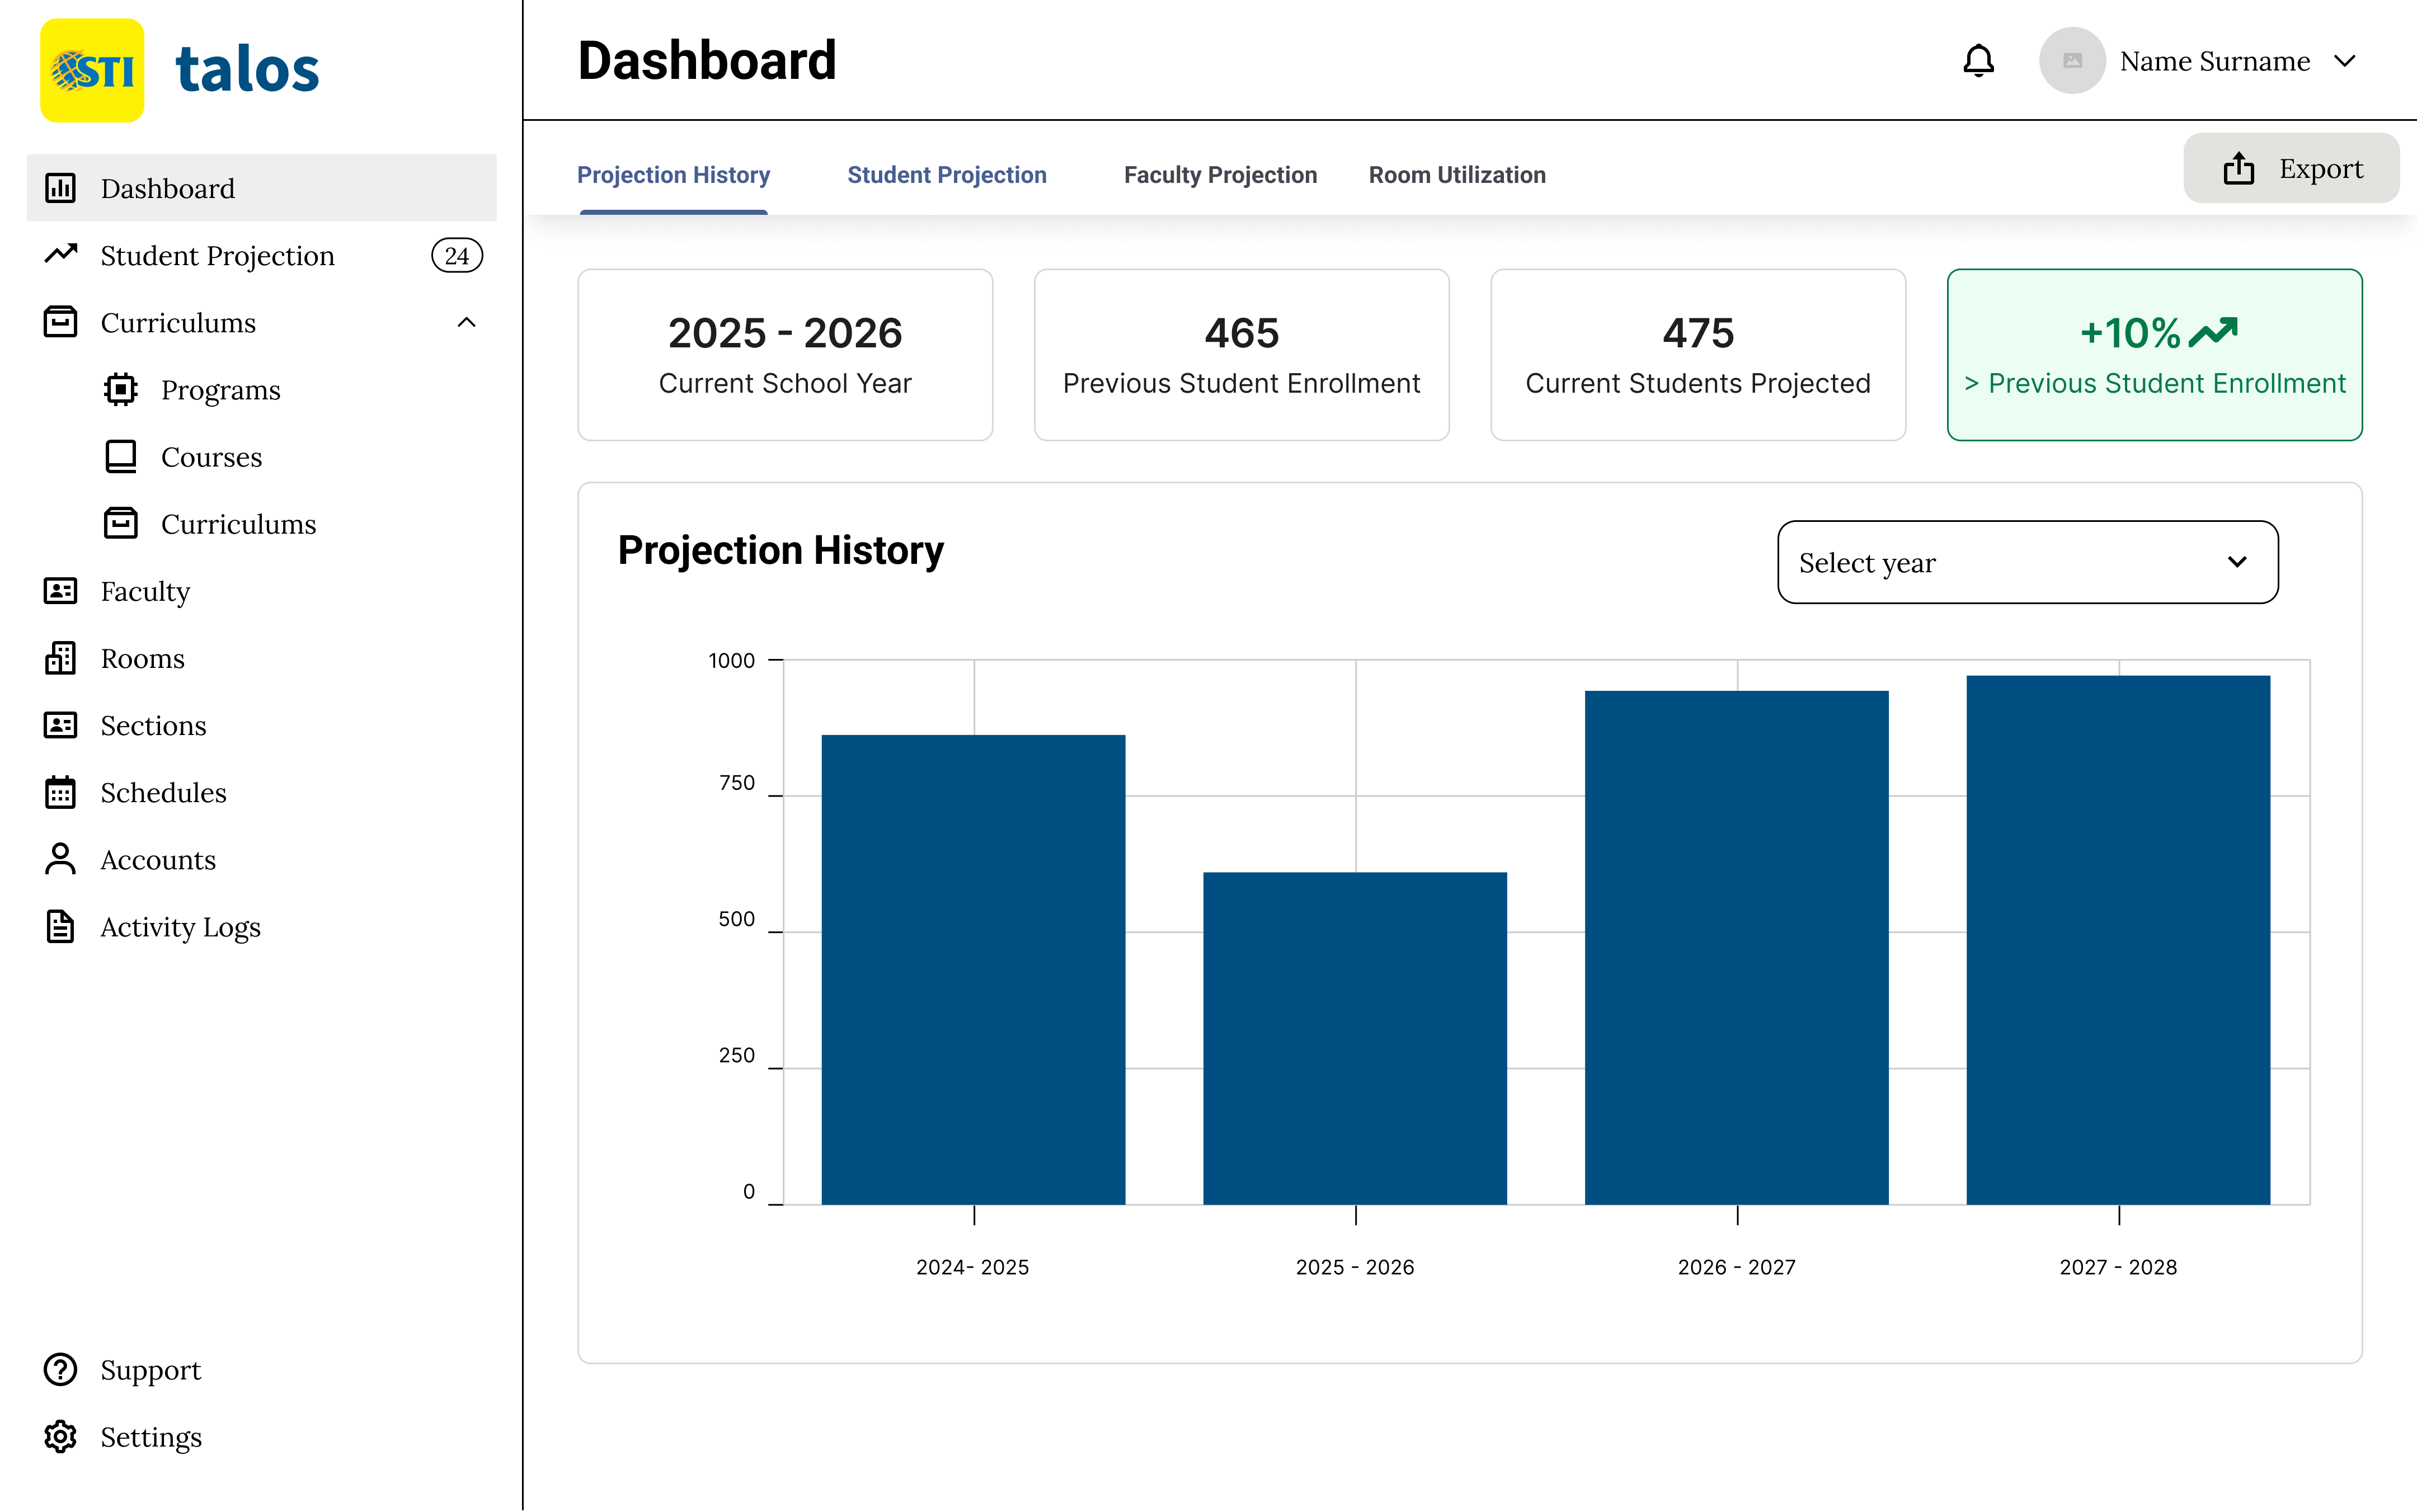 STI
talos
Dashboard
Student Projection
24
Curriculums
Programs
Courses
Curriculums
Faculty
Rooms
Sections
Schedules
Accounts
Activity Logs
Support
Settings
Dashboard
Name Surname
Projection History
Student Projection
Faculty Projection
Room Utilization
Export
2025 - 2026
Current School Year
465
Previous Student Enrollment
475
Current Students Projected
+10%
> Previous Student Enrollment
Projection History
Select year
1000
750
500
250
0
2024- 2025
2025 - 2026
2026 - 2027
2027 - 2028